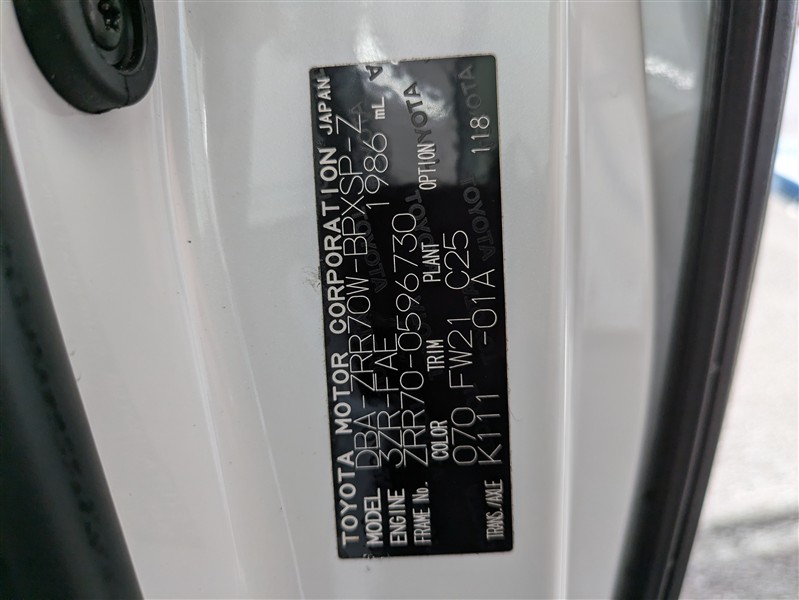 TOYOTA MOTOR CORPORATION JAPAN
MODEL DBA-ZRR70W-BPXSP-Z
ENGINE 3ZR-FAE 1986 mL
FRAME No. ZRR70-0596730
COLOR TRIM PLANT OPTION
070 FW21 C25
TRANS./AXLE K111 -01A 118